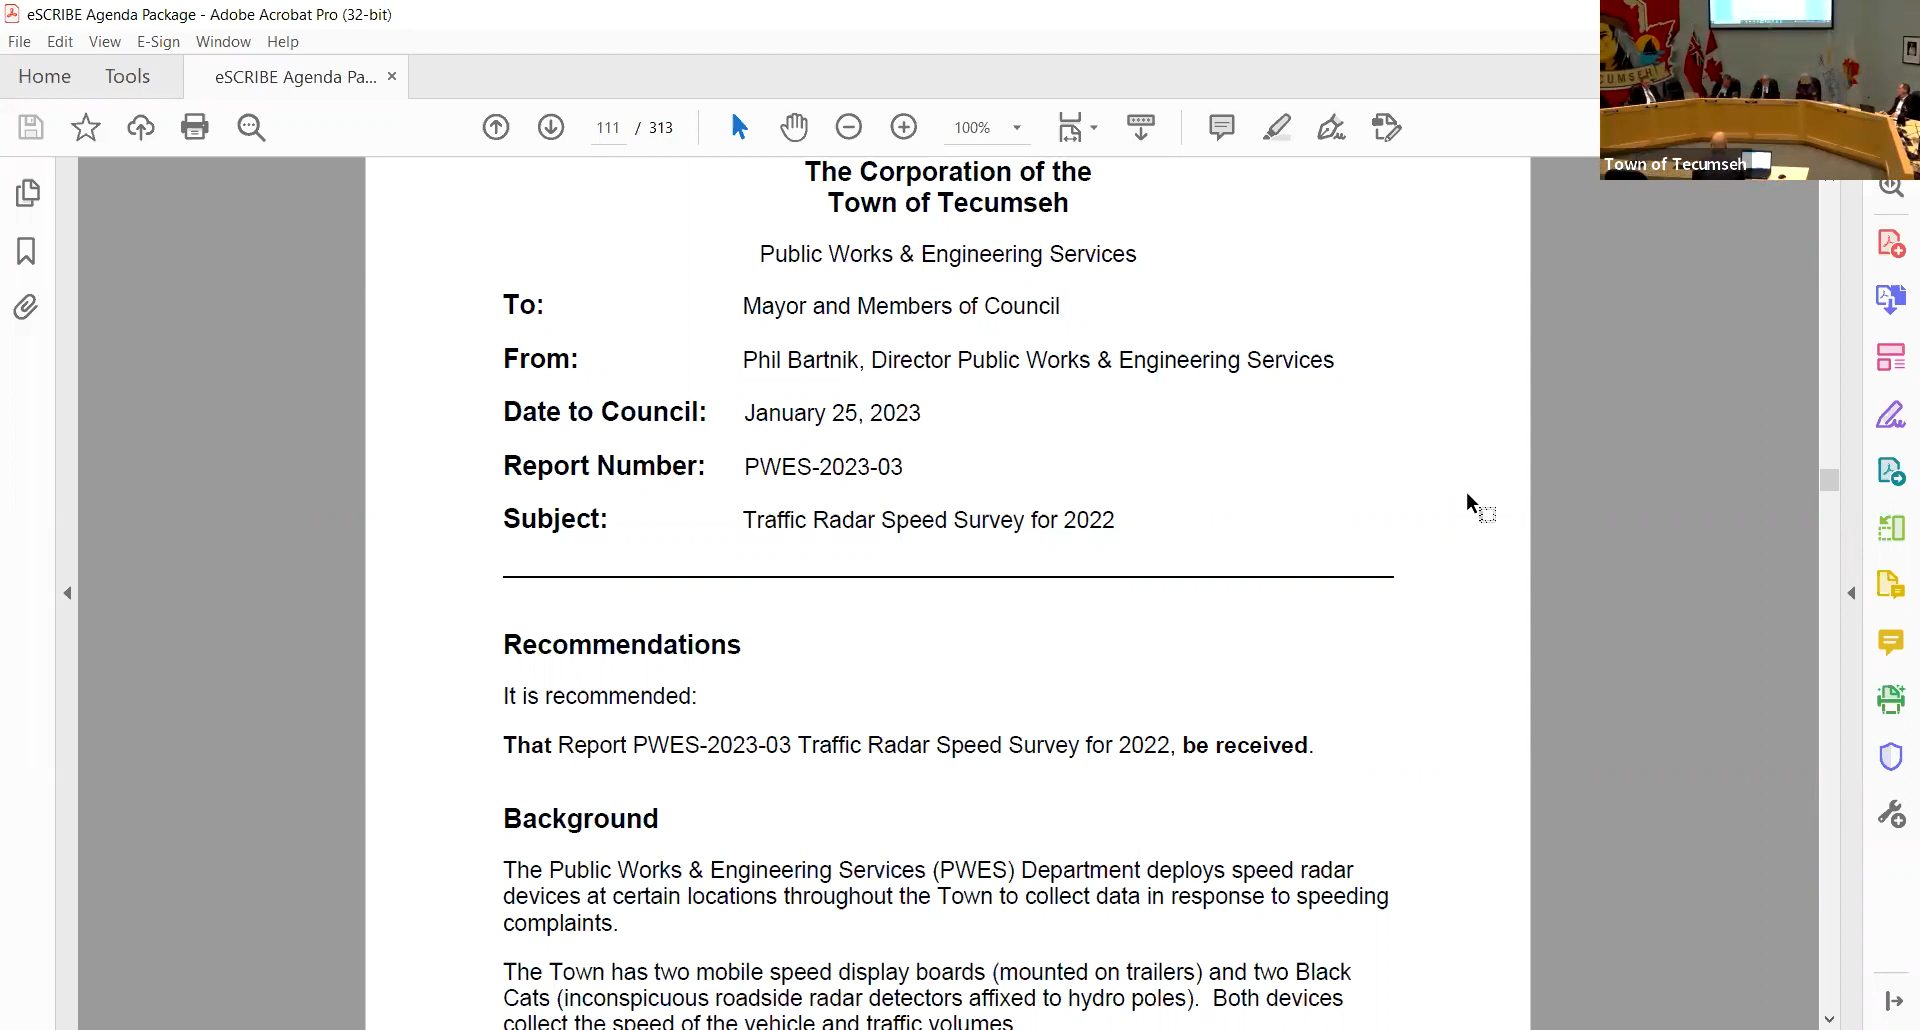 eSCRIBE Agenda Package - Adobe Acrobat Pro (32-bit)
File Edit View E-Sign Window Help
Home Tools eSCRIBE Agenda Pa... ×
111 / 313 100%
Town of Tecumseh
The Corporation of the
Town of Tecumseh
Public Works & Engineering Services
To: Mayor and Members of Council
From: Phil Bartnik, Director Public Works & Engineering Services
Date to Council: January 25, 2023
Report Number: PWES-2023-03
Subject: Traffic Radar Speed Survey for 2022
Recommendations
It is recommended:
That Report PWES-2023-03 Traffic Radar Speed Survey for 2022, be received.
Background
The Public Works & Engineering Services (PWES) Department deploys speed radar
devices at certain locations throughout the Town to collect data in response to speeding
complaints.
The Town has two mobile speed display boards (mounted on trailers) and two Black
Cats (inconspicuous roadside radar detectors affixed to hydro poles).  Both devices
collect the speed of the vehicle and traffic volumes